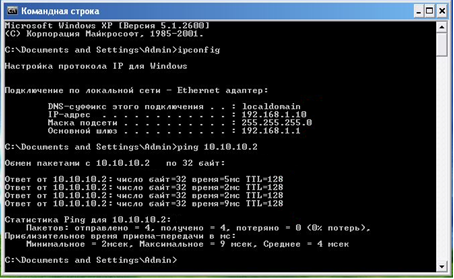 Командная строка
Microsoft Windows XP [Версия 5.1.2600]
(C) Корпорация Майкрософт, 1985-2001.
C:\Documents and Settings\Admin>ipconfig
Настройка протокола IP для Windows
Подключение по локальной сети - Ethernet адаптер:
DNS-суффикс этого подключения . . : localdomain
IP-адрес . . . . . . . . . . . . : 192.168.1.10
Маска подсети . . . . . . . . . . : 255.255.255.0
Основной шлюз . . . . . . . . . . : 192.168.1.1
C:\Documents and Settings\Admin>ping 10.10.10.2
Обмен пакетами с 10.10.10.2 по 32 байт:
Ответ от 10.10.10.2: число байт=32 время=5мс TTL=128
Ответ от 10.10.10.2: число байт=32 время=2мс TTL=128
Ответ от 10.10.10.2: число байт=32 время=2мс TTL=128
Ответ от 10.10.10.2: число байт=32 время=9мс TTL=128
Статистика Ping для 10.10.10.2:
Пакетов: отправлено = 4, получено = 4, потеряно = 0 (0% потерь),
Приблизительное время приема-передачи в мс:
Минимальное = 2мсек, Максимальное = 9 мсек, Среднее = 4 мсек
C:\Documents and Settings\Admin>